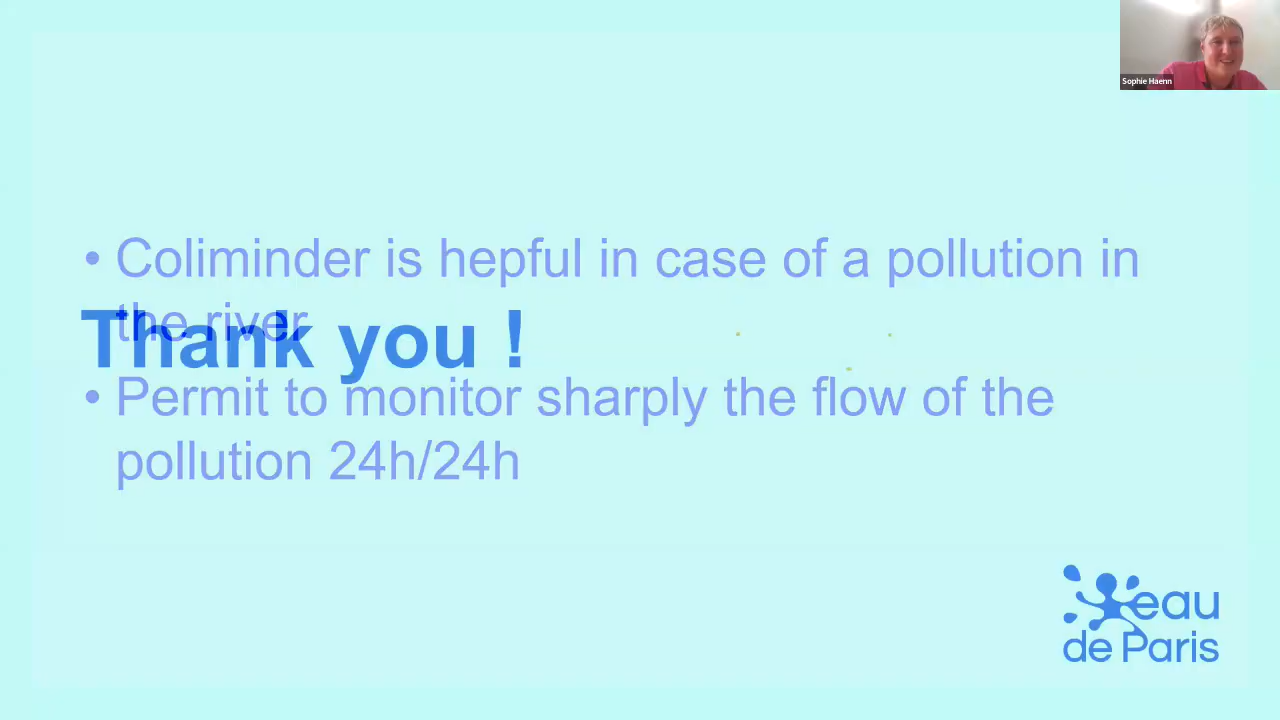 Sophie Haenn
• Coliminder is hepful in case of a pollution in
the river
Thank you !
• Permit to monitor sharply the flow of the
pollution 24h/24h
eau
de Paris